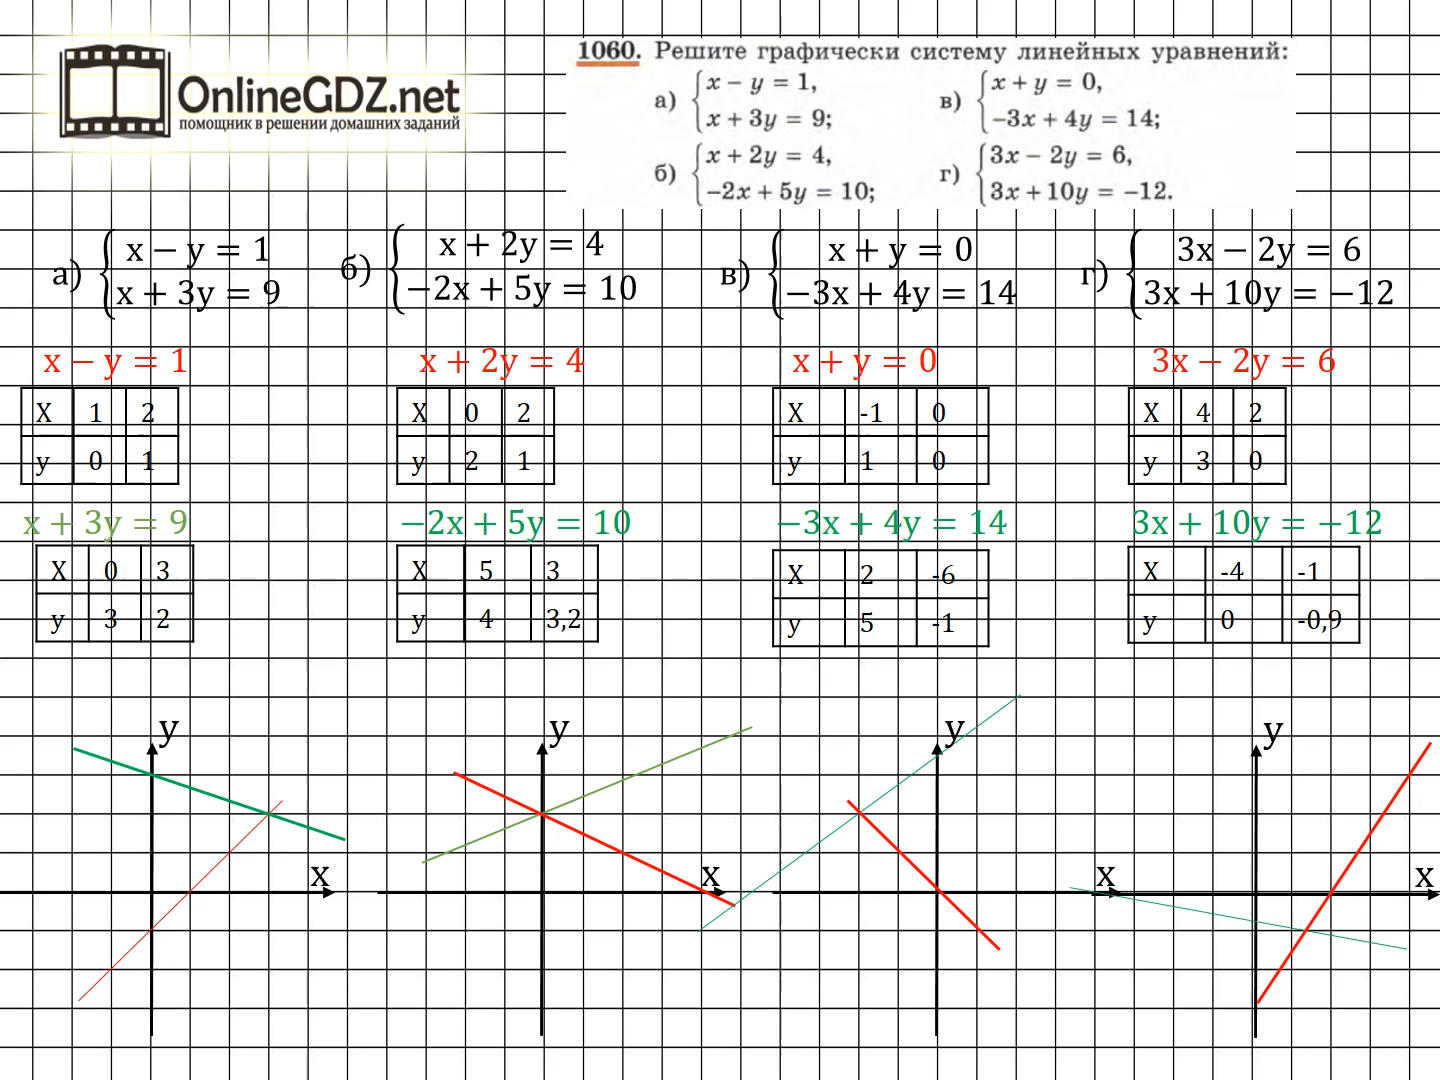 OnlineGDZ.net
помощник в решении домашних заданий
1060. Решите графически систему линейных уравнений:
а) { x − y = 1,
x + 3y = 9;
в) { x + y = 0,
−3x + 4y = 14;
б) { x + 2y = 4,
−2x + 5y = 10;
г) { 3x − 2y = 6,
3x + 10y = −12.
а) { x − y = 1
x + 3y = 9
б) { x + 2y = 4
−2x + 5y = 10
в) { x + y = 0
−3x + 4y = 14
г) { 3x − 2y = 6
3x + 10y = −12
x − y = 1
X 1 2
y 0 1
x + 2y = 4
X 0 2
y 2 1
x + y = 0
X -1 0
y 1 0
3x − 2y = 6
X 4 2
y 3 0
x + 3y = 9
X 0 3
y 3 2
−2x + 5y = 10
X 5 3
y 4 3,2
−3x + 4y = 14
X 2 -6
y 5 -1
3x + 10y = −12
X -4 -1
y 0 -0,9
y
x
y
x
y
x
y
x